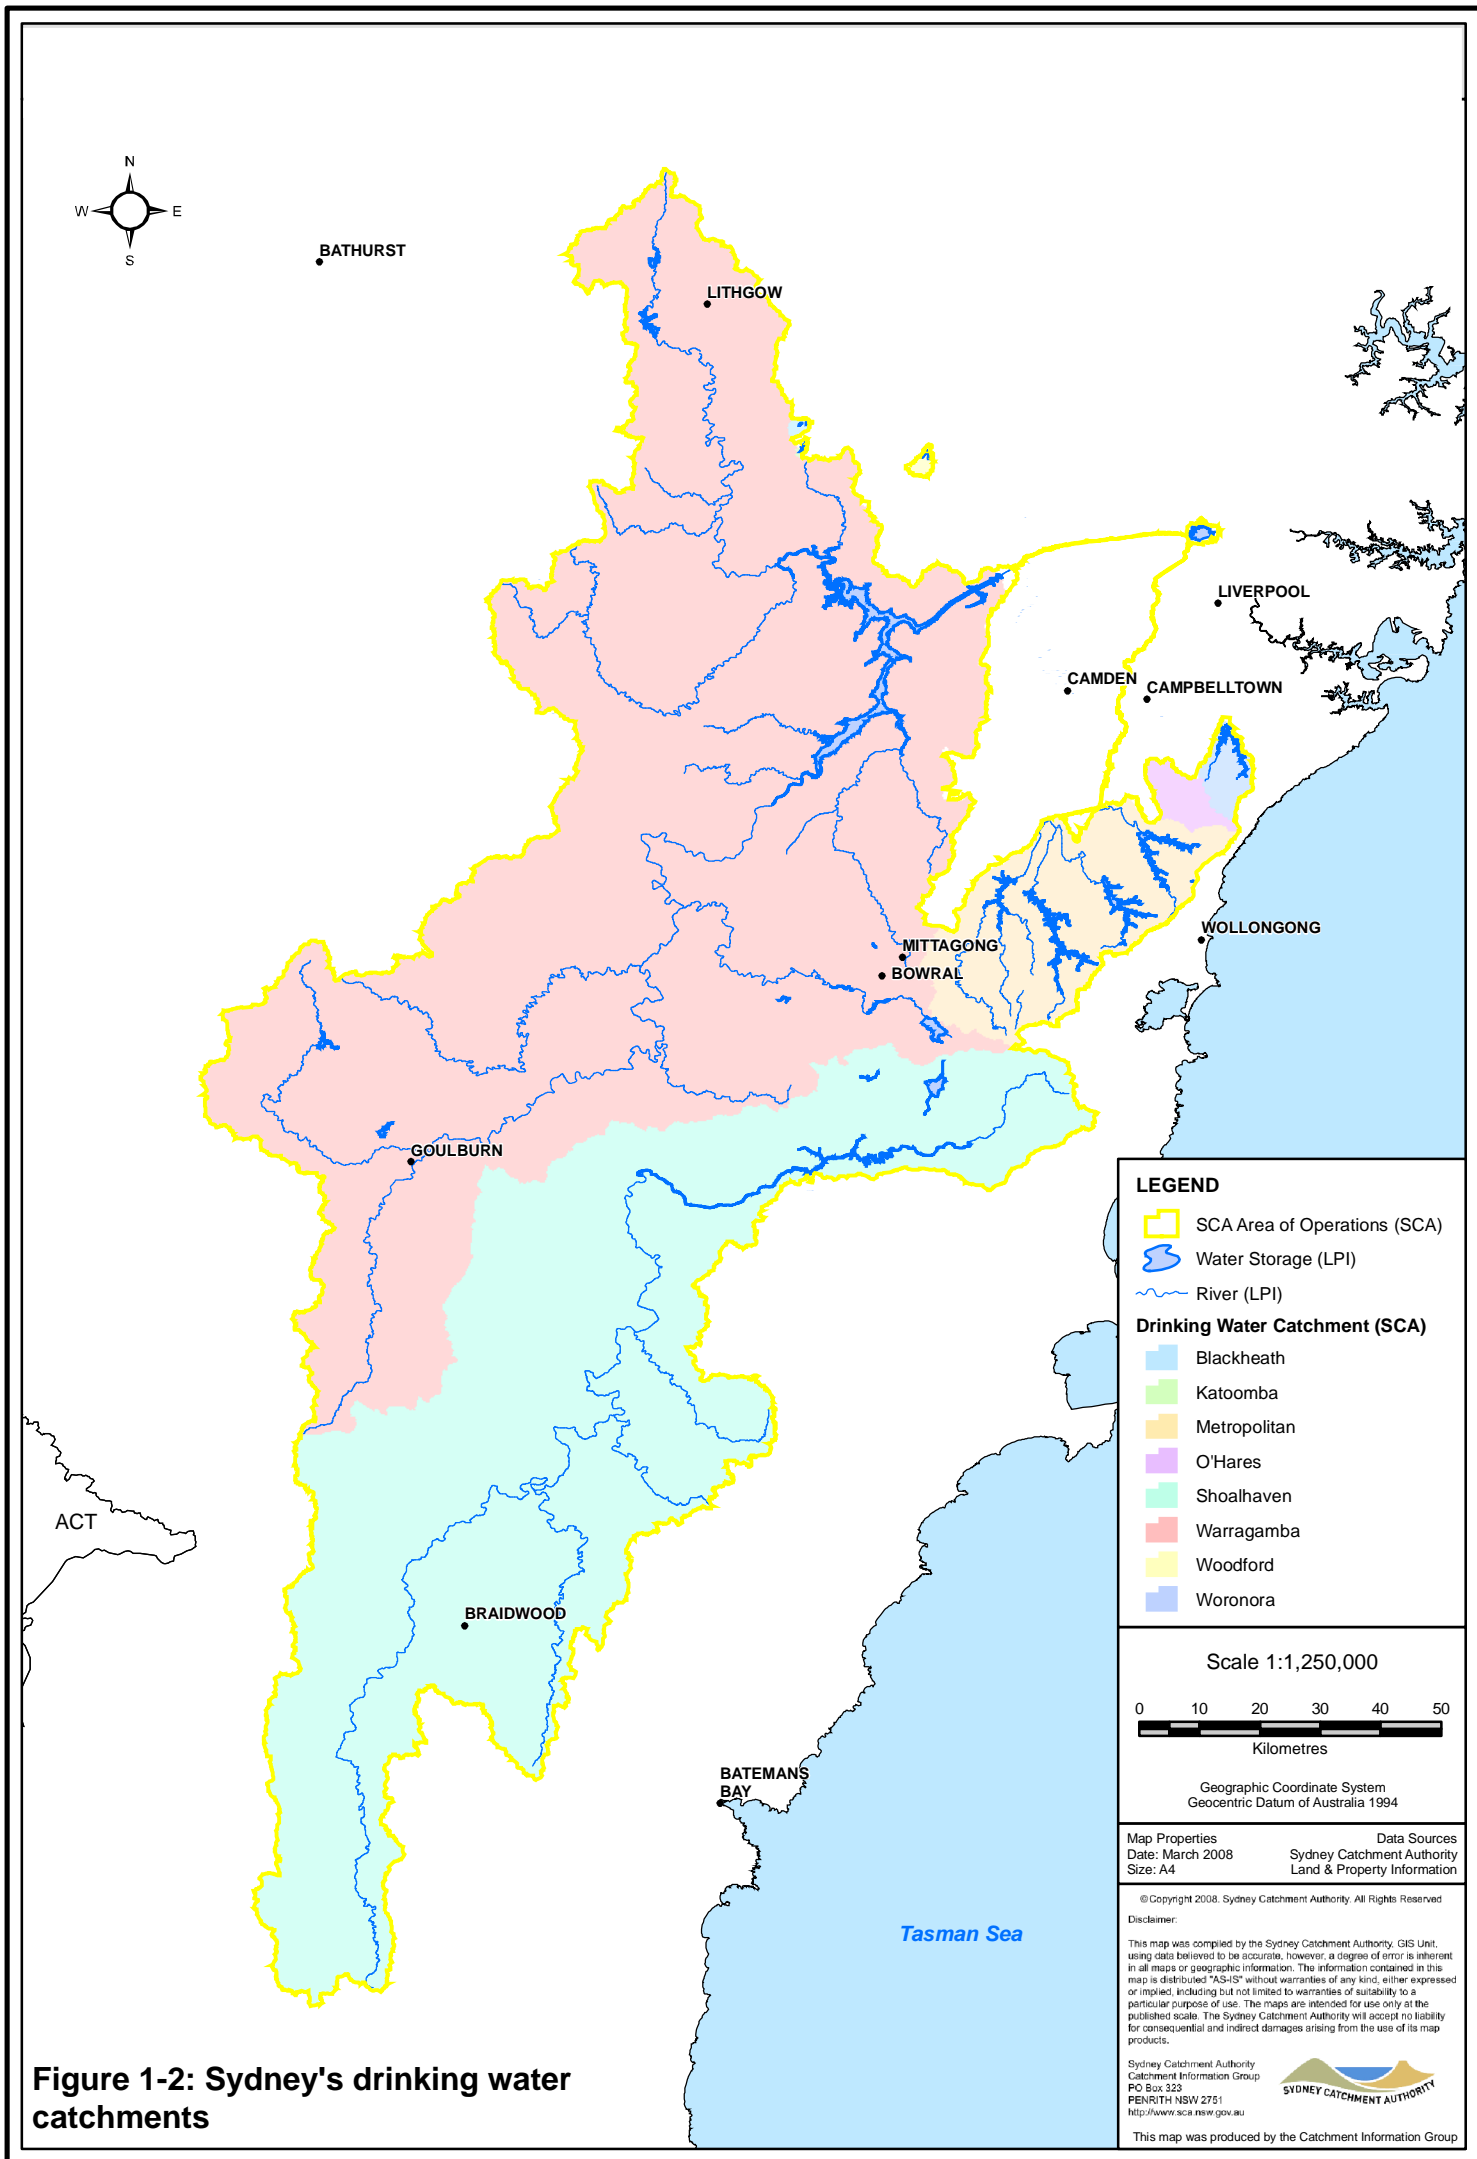 N
W E
S
BATHURST
LITHGOW
LIVERPOOL
CAMDEN
CAMPBELLTOWN
WOLLONGONG
MITTAGONG
BOWRAL
GOULBURN
ACT
BRAIDWOOD
BATEMANS
BAY
Tasman Sea
LEGEND
SCA Area of Operations (SCA)
Water Storage (LPI)
River (LPI)
Drinking Water Catchment (SCA)
Blackheath
Katoomba
Metropolitan
O'Hares
Shoalhaven
Warragamba
Woodford
Woronora
Scale 1:1,250,000
0 10 20 30 40 50
Kilometres
Geographic Coordinate System
Geocentric Datum of Australia 1994
Map Properties
Date: March 2008
Size: A4
Data Sources
Sydney Catchment Authority
Land & Property Information
©Copyright 2008. Sydney Catchment Authority. All Rights Reserved
Disclaimer:
This map was compiled by the Sydney Catchment Authority, GIS Unit,
using data believed to be accurate, however, a degree of error is inherent
in all maps or geographic information. The information contained in this
map is distributed "AS-IS" without warranties of any kind, either expressed
or implied, including but not limited to warranties of suitability to a
particular purpose of use. The maps are intended for use only at the
published scale. The Sydney Catchment Authority will accept no liability
for consequential and indirect damages arising from the use of its map
products.
Sydney Catchment Authority
Catchment Information Group
PO Box 323
PENRITH NSW 2751
http://www.sca.nsw.gov.au
SYDNEY CATCHMENT AUTHORITY
This map was produced by the Catchment Information Group
Figure 1-2: Sydney's drinking water
catchments